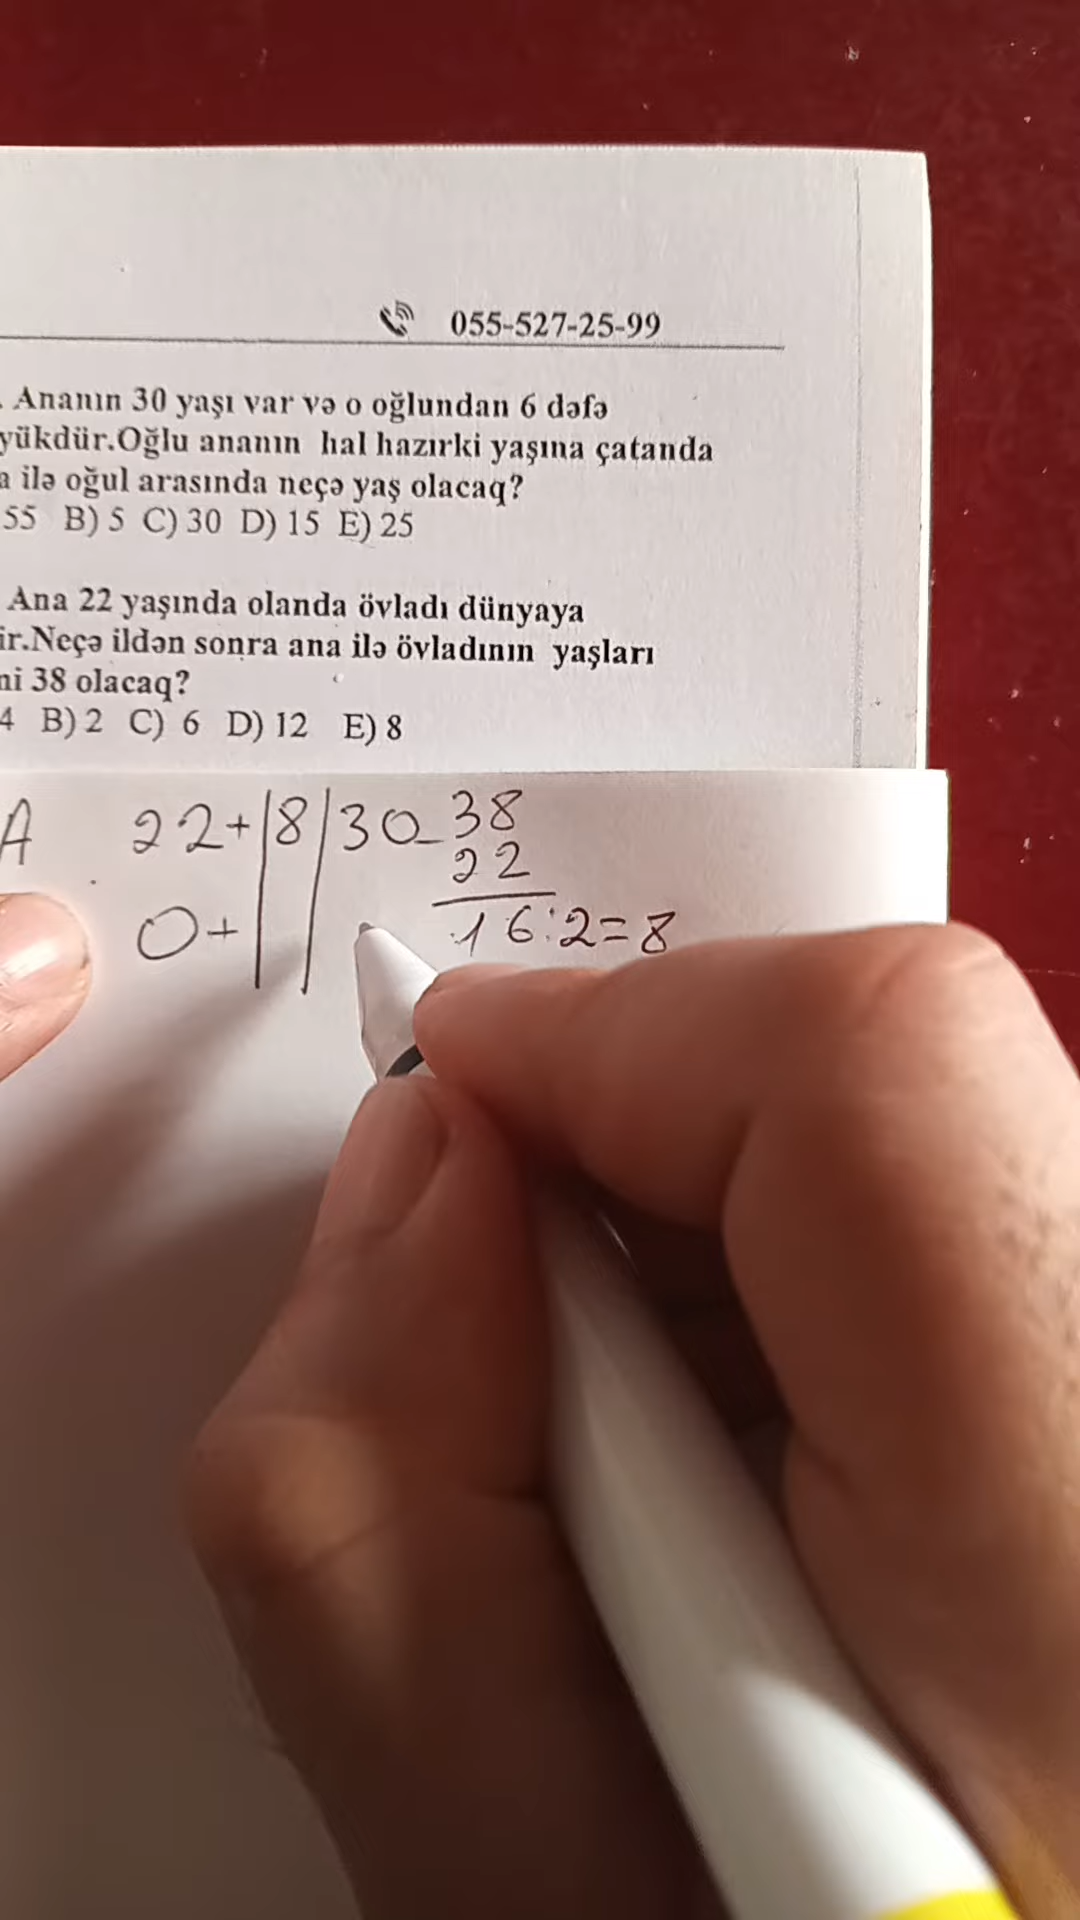 055-527-25-99
. Ananın 30 yaşı var və o oğlundan 6 dəfə
yükdür.Oğlu ananın hal hazırki yaşına çatanda
a ilə oğul arasında neçə yaş olacaq?
55 B) 5 C) 30 D) 15 E) 25
Ana 22 yaşında olanda övladı dünyaya
ir.Neçə ildən sonra ana ilə övladının yaşları
mi 38 olacaq?
4 B) 2 C) 6 D) 12 E) 8
A 22+|8|30 - 38
22
0+ 16:2=8